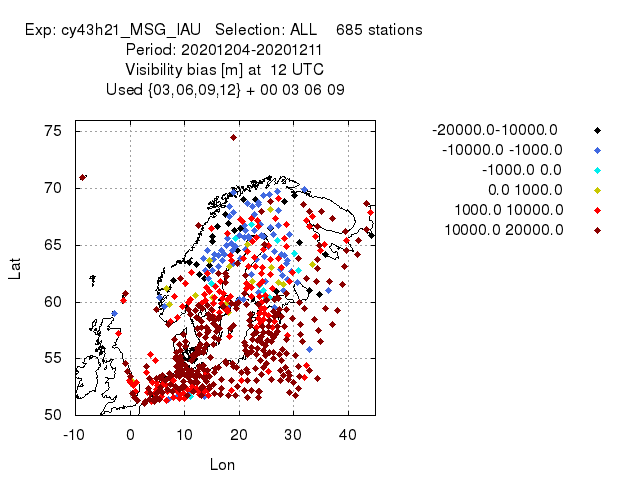 Exp: cy43h21_MSG_IAU   Selection: ALL    685 stations
Period: 20201204-20201211
Visibility bias [m] at  12 UTC
Used {03,06,09,12} + 00 03 06 09
-20000.0-10000.0
-10000.0 -1000.0
-1000.0 0.0
0.0 1000.0
1000.0 10000.0
10000.0 20000.0
Lat
75
70
65
60
55
50
-10 0 10 20 30 40
Lon